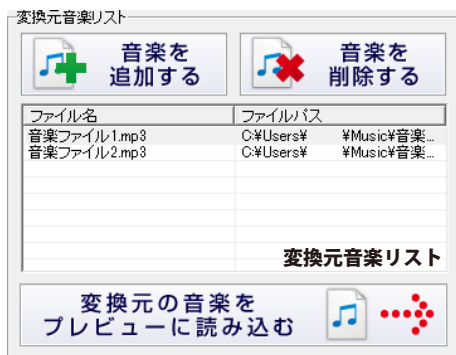 変換元音楽リスト
音楽を
追加する
音楽を
削除する
ファイル名 ファイルパス
音楽ファイル1.mp3 C:¥Users¥ ¥Music¥音楽...
音楽ファイル2.mp3 C:¥Users¥ ¥Music¥音楽...
変換元音楽リスト
変換元の音楽を
プレビューに読み込む